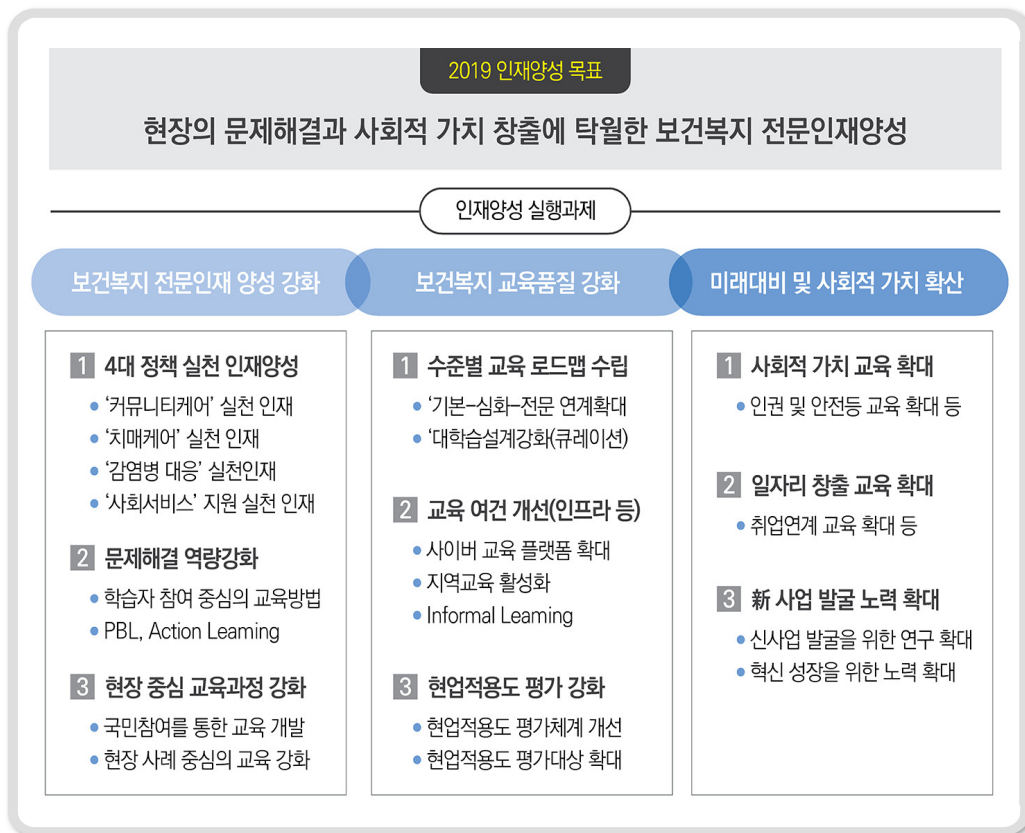 2019 인재양성 목표
현장의 문제해결과 사회적 가치 창출에 탁월한 보건복지 전문인재양성
인재양성 실행과제
보건복지 전문인재 양성 강화
1 4대 정책 실천 인재양성
• ‘커뮤니티케어’ 실천 인재
• ‘치매케어’ 실천 인재
• ‘감염병 대응’ 실천인재
• ‘사회서비스’ 지원 실천 인재
2 문제해결 역량강화
• 학습자 참여 중심의 교육방법
• PBL, Action Leaming
3 현장 중심 교육과정 강화
• 국민참여를 통한 교육 개발
• 현장 사례 중심의 교육 강화
보건복지 교육품질 강화
1 수준별 교육 로드맵 수립
• ‘기본-심화-전문 연계확대
• ‘대학습설계강화(큐레이션)
2 교육 여건 개선(인프라 등)
• 사이버 교육 플랫폼 확대
• 지역교육 활성화
• Informal Learning
3 현업적용도 평가 강화
• 현업적용도 평가체계 개선
• 현업적용도 평가대상 확대
미래대비 및 사회적 가치 확산
1 사회적 가치 교육 확대
• 인권 및 안전등 교육 확대 등
2 일자리 창출 교육 확대
• 취업연계 교육 확대 등
3 新 사업 발굴 노력 확대
• 신사업 발굴을 위한 연구 확대
• 혁신 성장을 위한 노력 확대